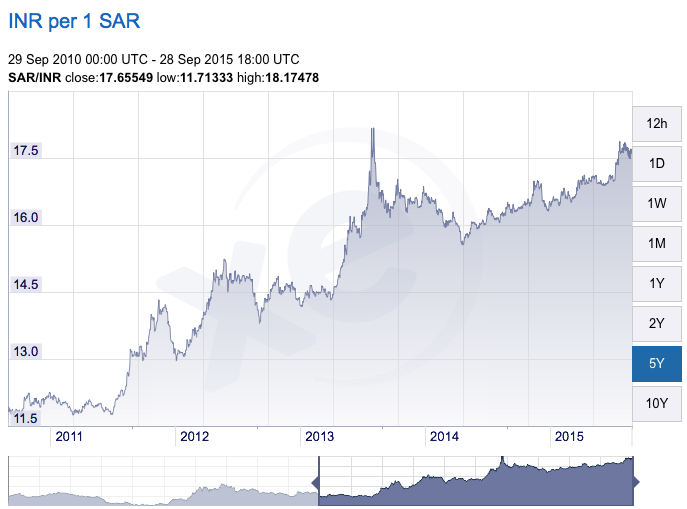 INR per 1 SAR
29 Sep 2010 00:00 UTC - 28 Sep 2015 18:00 UTC
SAR/INR close:17.65549 low:11.71333 high:18.17478
17.5
16.0
14.5
13.0
11.5
2011 2012 2013 2014 2015
xe
12h
1D
1W
1M
1Y
2Y
5Y
10Y